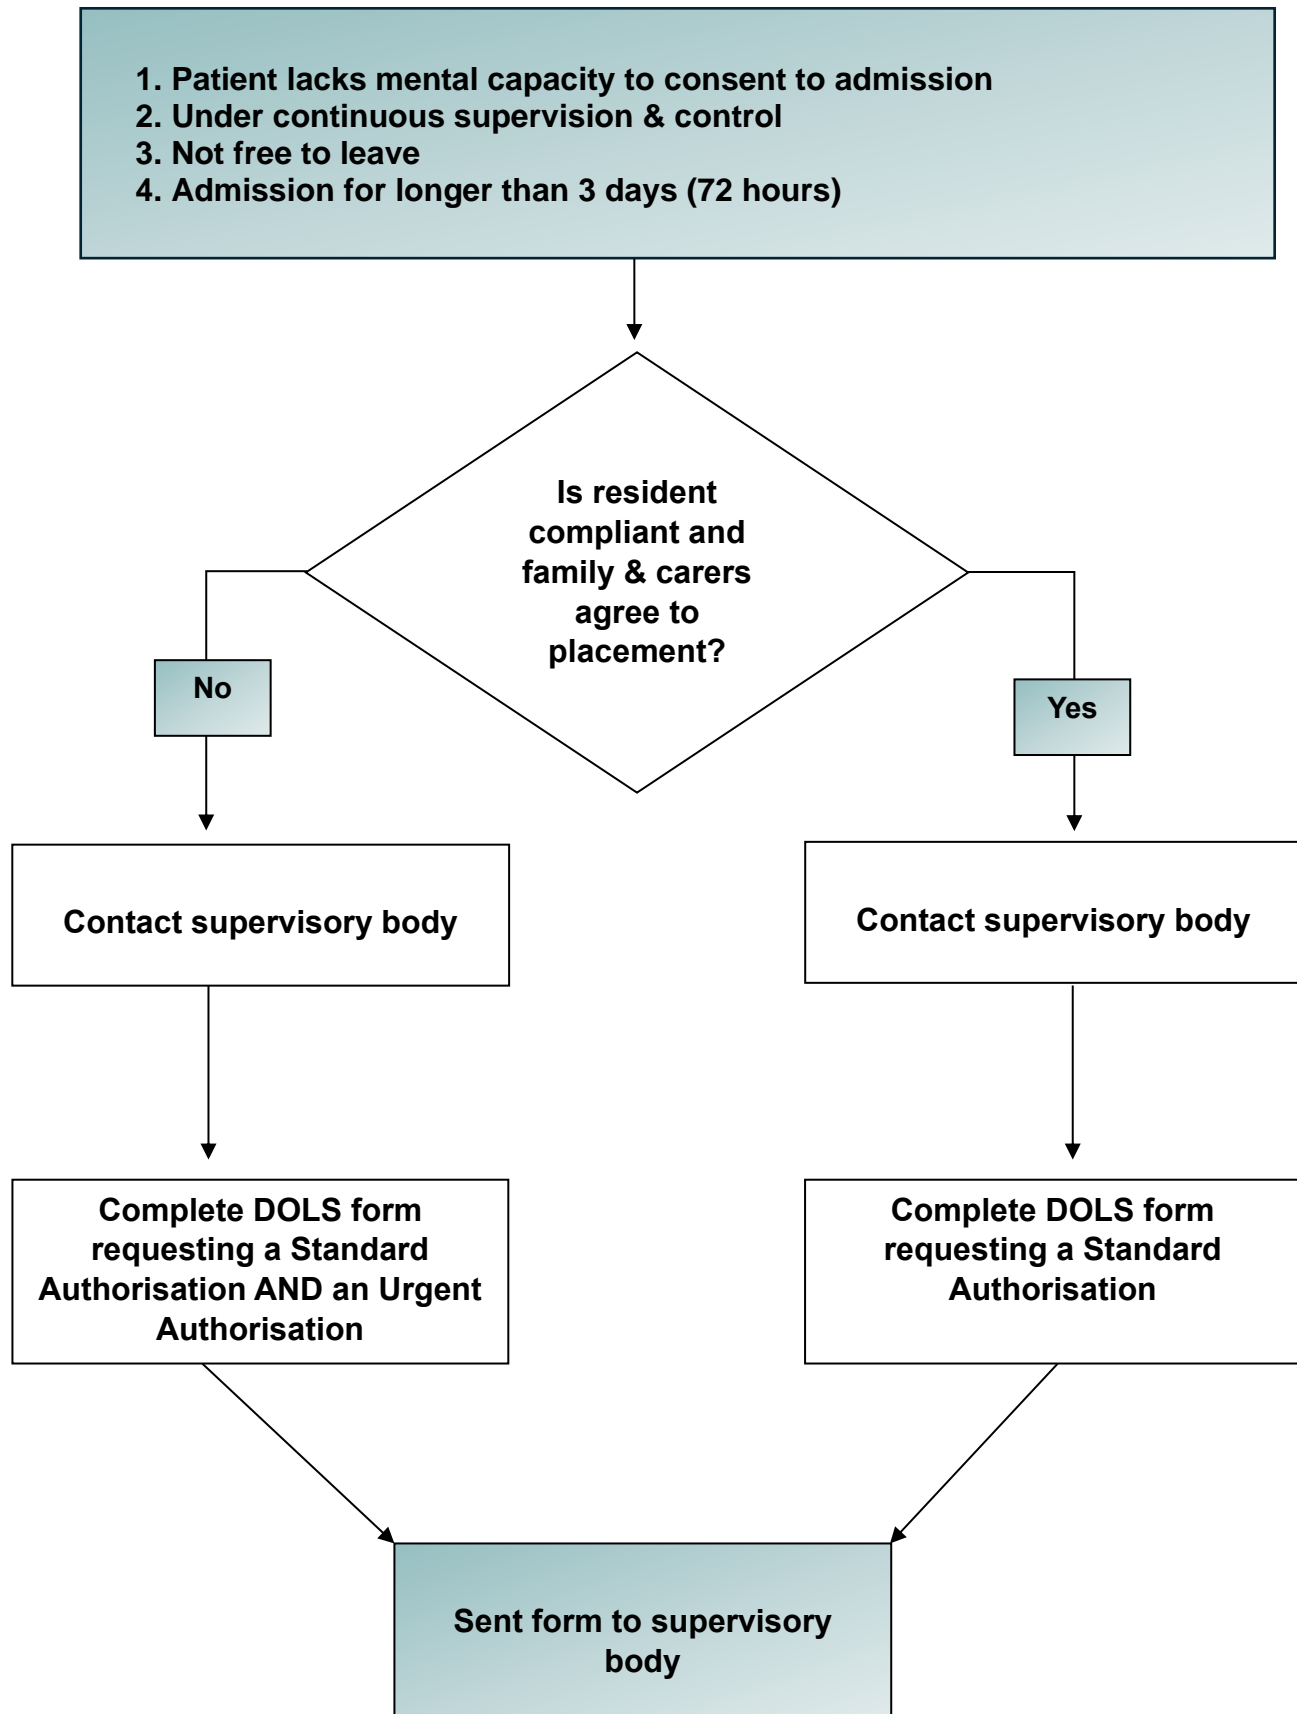 1. Patient lacks mental capacity to consent to admission
2. Under continuous supervision & control
3. Not free to leave
4. Admission for longer than 3 days (72 hours)
Is resident
compliant and
family & carers
agree to
placement?
No
Yes
Contact supervisory body
Contact supervisory body
Complete DOLS form
requesting a Standard
Authorisation AND an Urgent
Authorisation
Complete DOLS form
requesting a Standard
Authorisation
Sent form to supervisory
body